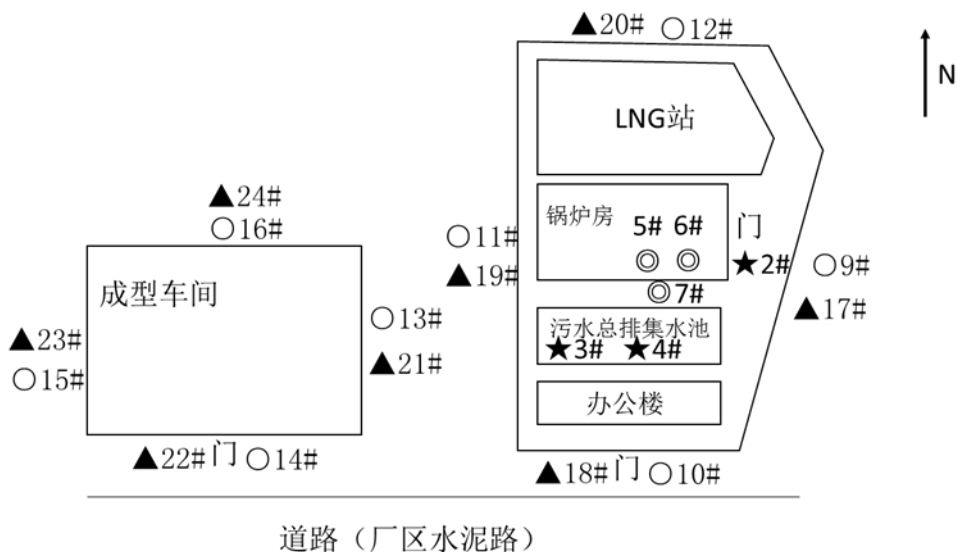 ▲20# ○12#
N
LNG站
▲24#
○16#
锅炉房
5# 6#
门
○11#
★2#
○9#
▲19#
◎7#
成型车间
○13#
▲17#
污水总排集水池
▲23#
★3# ★4#
▲21#
○15#
办公楼
▲22#门○14#
▲18#门○10#
道路（厂区水泥路）